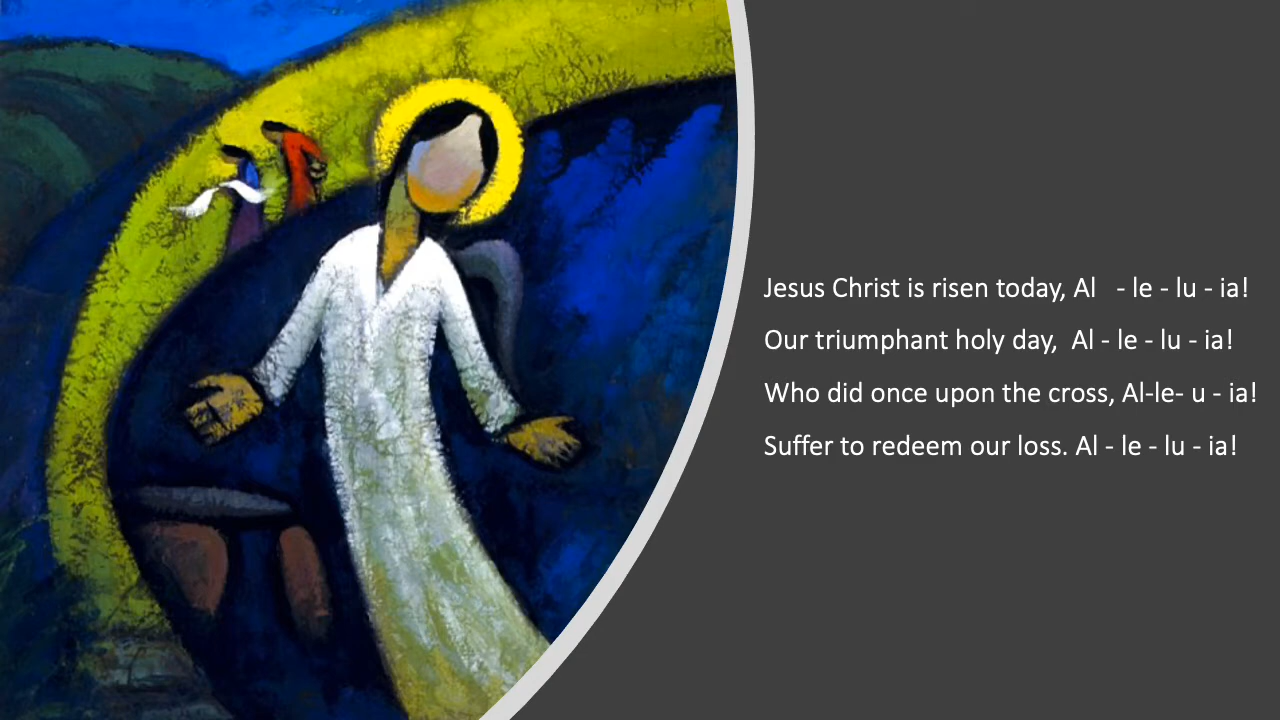 Jesus Christ is risen today, Al   - le - lu - ia!
Our triumphant holy day,  Al - le - lu - ia!
Who did once upon the cross, Al-le- u - ia!
Suffer to redeem our loss. Al - le - lu - ia!